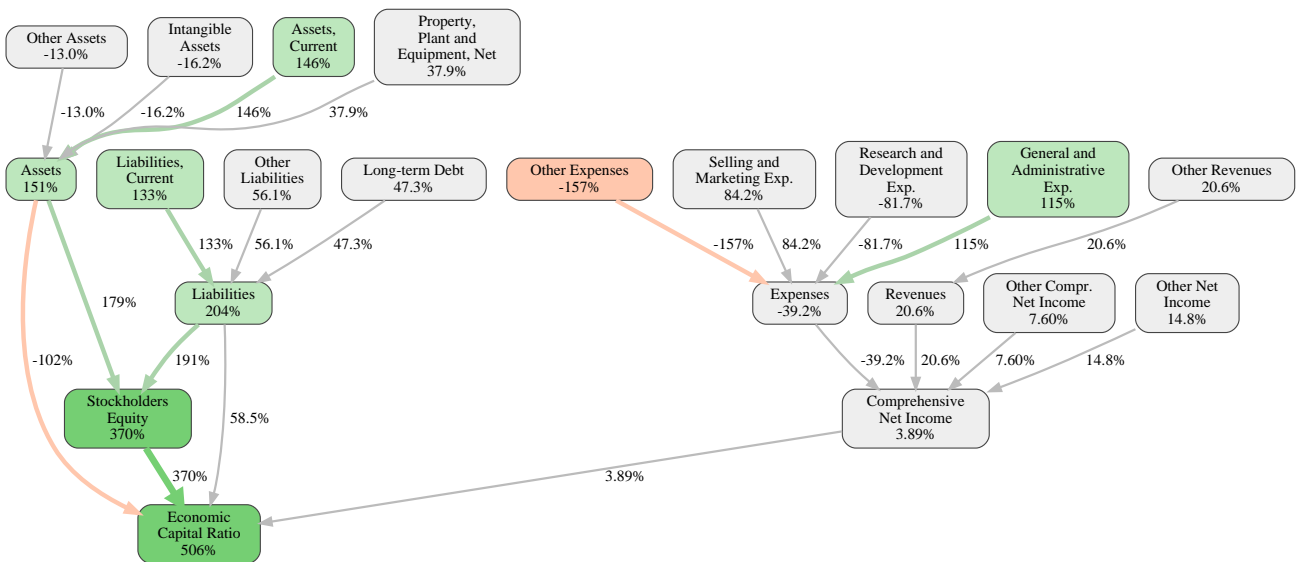 Other Assets
-13.0%
Intangible
Assets
-16.2%
Assets,
Current
146%
Property,
Plant and
Equipment, Net
37.9%
-13.0%
-16.2%
146%
37.9%
Assets
151%
Liabilities,
Current
133%
Other
Liabilities
56.1%
Long-term Debt
47.3%
Other Expenses
-157%
Selling and
Marketing Exp.
84.2%
Research and
Development
Exp.
-81.7%
General and
Administrative
Exp.
115%
Other Revenues
20.6%
133%
56.1%
47.3%
-157%
84.2%
-81.7%
115%
20.6%
Liabilities
204%
Expenses
-39.2%
Revenues
20.6%
Other Compr.
Net Income
7.60%
Other Net
Income
14.8%
179%
-102%
191%
-39.2%
20.6%
7.60%
14.8%
Stockholders
Equity
370%
58.5%
Comprehensive
Net Income
3.89%
370%
3.89%
Economic
Capital Ratio
506%